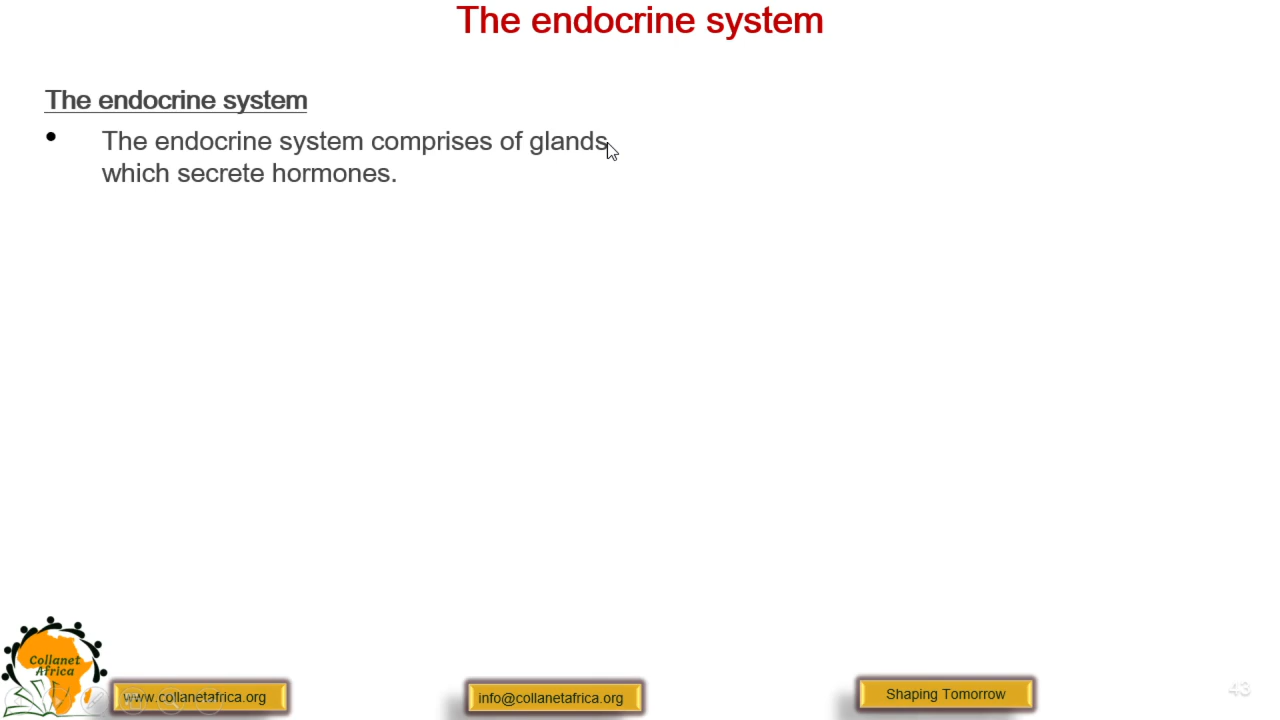 The endocrine system
The endocrine system
• The endocrine system comprises of glands
which secrete hormones.
Collanet
Africa
www.collanetafrica.org
info@collanetafrica.org
Shaping Tomorrow
43